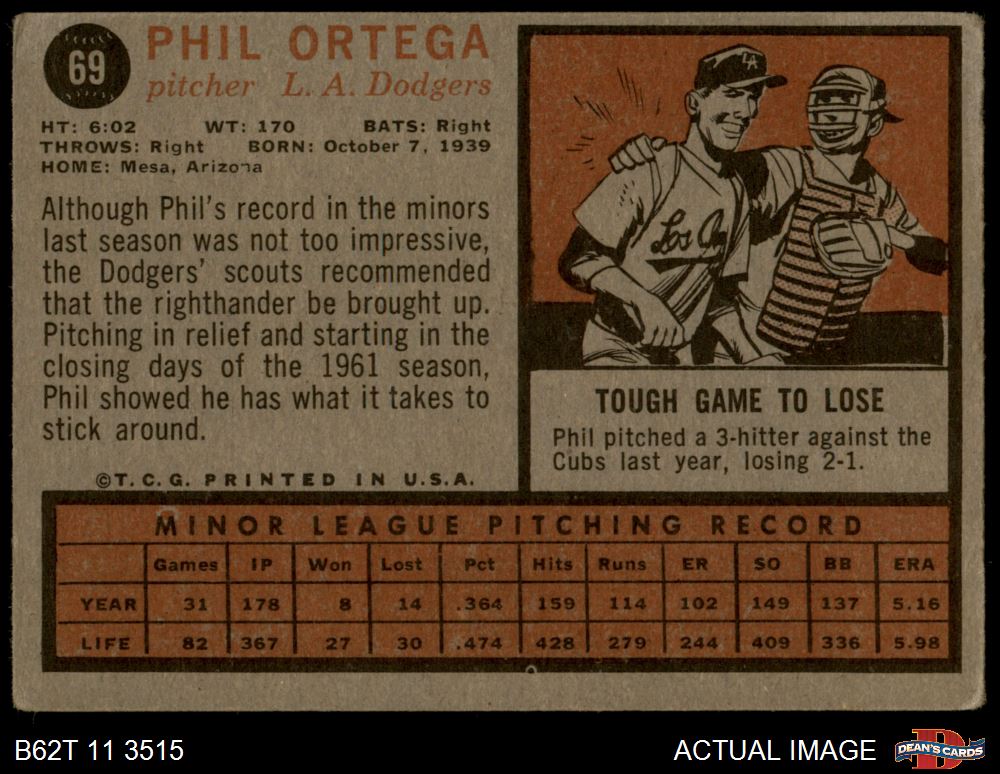 69
PHIL ORTEGA
pitcher L. A. Dodgers
HT: 6:02 WT: 170 BATS: Right
THROWS: Right BORN: October 7, 1939
HOME: Mesa, Arizona
Although Phil's record in the minors
last season was not too impressive,
the Dodgers' scouts recommended
that the righthander be brought up.
Pitching in relief and starting in the
closing days of the 1961 season,
Phil showed he has what it takes to
stick around.
©T. C. G. PRINTED IN U.S.A.
LA
Los An
TOUGH GAME TO LOSE
Phil pitched a 3-hitter against the
Cubs last year, losing 2-1.
MINOR LEAGUE PITCHING RECORD
Games IP Won Lost Pct Hits Runs ER SO BB ERA
YEAR 31 178 8 14 .364 159 114 102 149 137 5.16
LIFE 82 367 27 30 .474 428 279 244 409 336 5.98
B62T 11 3515
ACTUAL IMAGE
D
DEAN'S CARDS